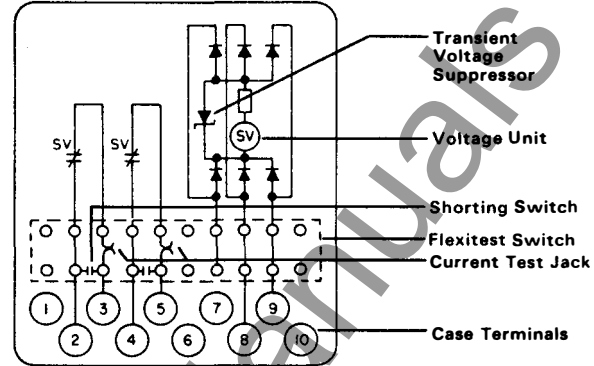 Transient
Voltage
Suppressor
SV
SV
SV
Voltage Unit
Shorting Switch
Flexitest Switch
Current Test Jack
1 3 5 7 9
2 4 6 8 10
Case Terminals
anuals